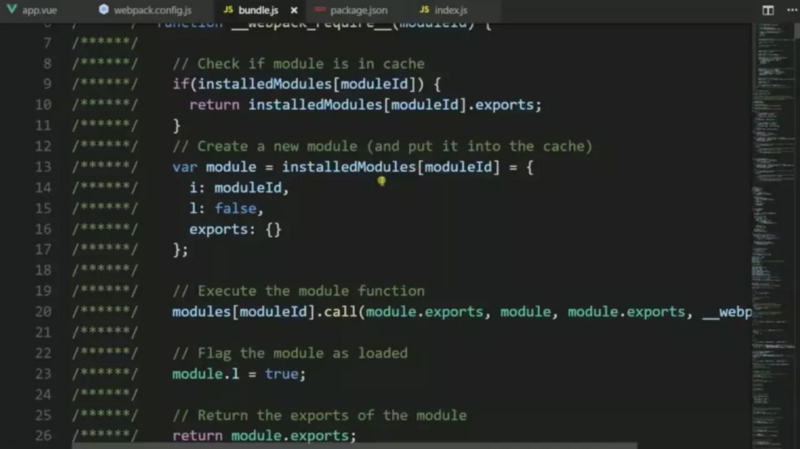 app.vue webpack.config.js bundle.js package.json index.js
6 /******/ function __webpack_require__(moduleId) {
7 /******/
8 /******/ // Check if module is in cache
9 /******/ if(installedModules[moduleId]) {
10 /******/ return installedModules[moduleId].exports;
11 /******/ }
12 /******/ // Create a new module (and put it into the cache)
13 /******/ var module = installedModules[moduleId] = {
14 /******/ i: moduleId,
15 /******/ l: false,
16 /******/ exports: {}
17 /******/ };
18 /******/
19 /******/ // Execute the module function
20 /******/ modules[moduleId].call(module.exports, module, module.exports, __webp
21 /******/
22 /******/ // Flag the module as loaded
23 /******/ module.l = true;
24 /******/
25 /******/ // Return the exports of the module
26 /******/ return module.exports;